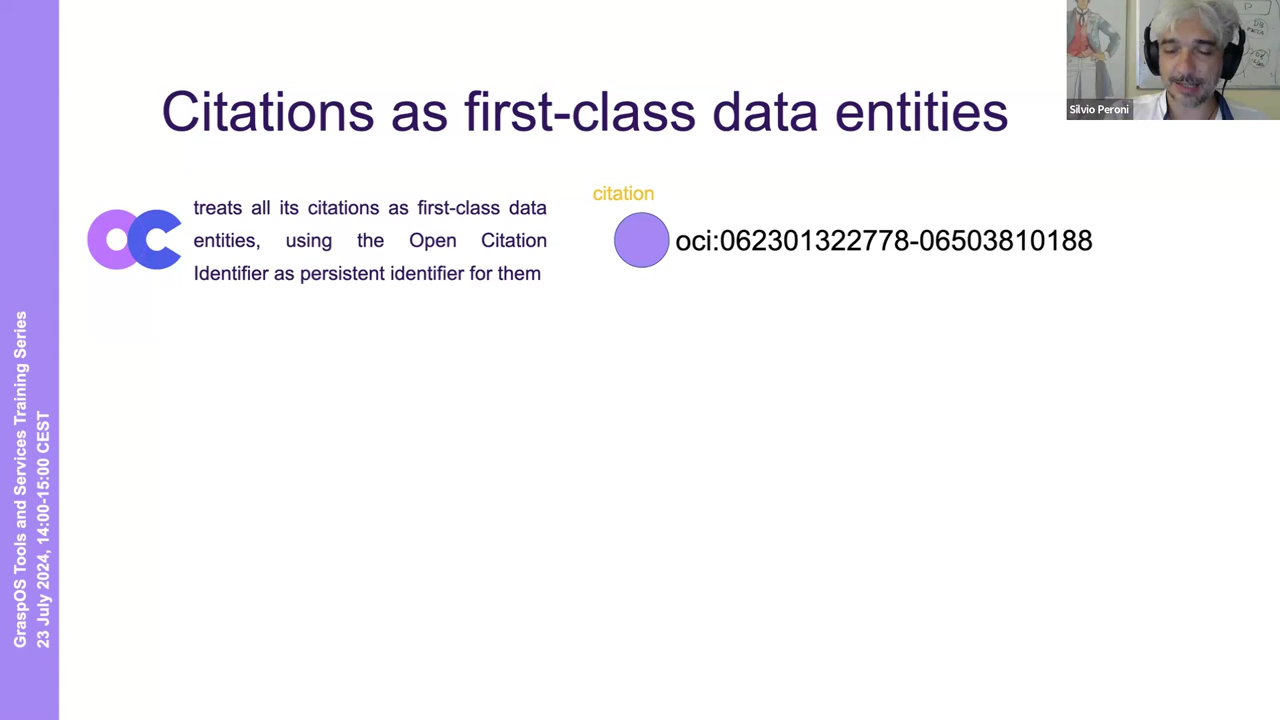 Citations as first-class data entities
Silvio Peroni
OC
treats all its citations as first-class data
entities, using the Open Citation
Identifier as persistent identifier for them
citation
oci:062301322778-06503810188
GraspOS Tools and Services Training Series
23 July 2024, 14:00-15:00 CEST